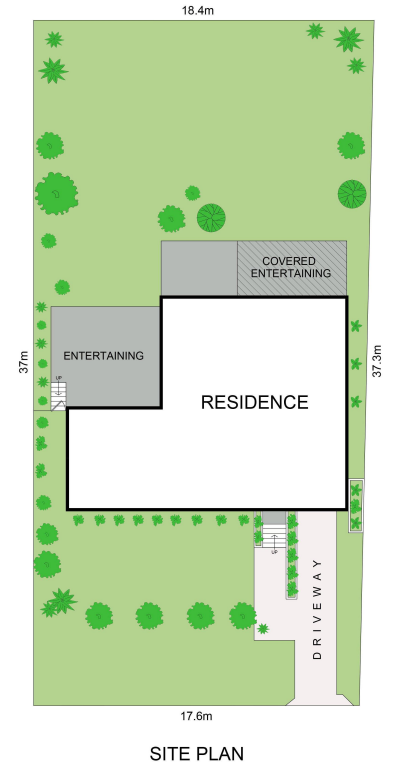 18.4m
COVERED
ENTERTAINING
ENTERTAINING
37m
37.3m
UP
RESIDENCE
UP
DRIVEWAY
17.6m
SITE PLAN